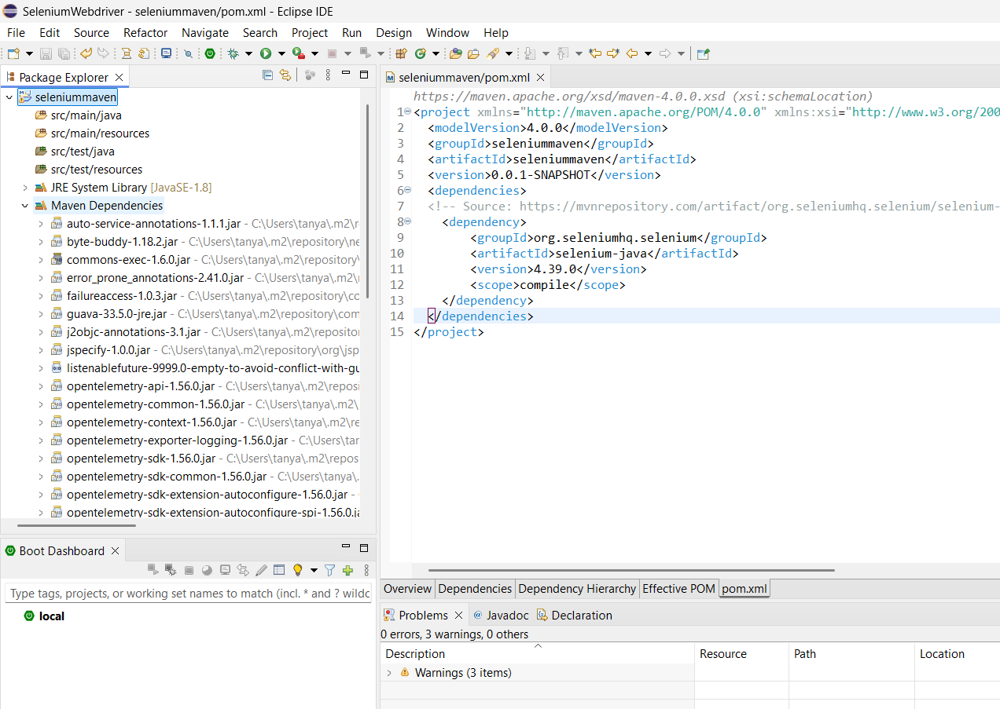 SeleniumWebdriver - seleniummaven/pom.xml - Eclipse IDE
File Edit Source Refactor Navigate Search Project Run Design Window Help
Package Explorer
seleniummaven
src/main/java
src/main/resources
src/test/java
src/test/resources
JRE System Library [JavaSE-1.8]
Maven Dependencies
auto-service-annotations-1.1.1.jar - C:\Users\tanya\.m2\r
byte-buddy-1.18.2.jar - C:\Users\tanya\.m2\repository\ne
commons-exec-1.6.0.jar - C:\Users\tanya\.m2\repository\
error_prone_annotations-2.41.0.jar - C:\Users\tanya\.m2\
failureaccess-1.0.3.jar - C:\Users\tanya\.m2\repository\co
guava-33.5.0-jre.jar - C:\Users\tanya\.m2\repository\com
j2objc-annotations-3.1.jar - C:\Users\tanya\.m2\reposito
jspecify-1.0.0.jar - C:\Users\tanya\.m2\repository\org\jsp
listenablefuture-9999.0-empty-to-avoid-conflict-with-gu
opentelemetry-api-1.56.0.jar - C:\Users\tanya\.m2\reposi
opentelemetry-common-1.56.0.jar - C:\Users\tanya\.m2\
opentelemetry-context-1.56.0.jar - C:\Users\tanya\.m2\re
opentelemetry-exporter-logging-1.56.0.jar - C:\Users\tan
opentelemetry-sdk-1.56.0.jar - C:\Users\tanya\.m2\repos
opentelemetry-sdk-common-1.56.0.jar - C:\Users\tanya\.
opentelemetry-sdk-extension-autoconfigure-1.56.0.jar -
opentelemetry-sdk-extension-autoconfigure-spi-1.56.0.ja
Boot Dashboard
Type tags, projects, or working set names to match (incl. * and ? wildc
local
seleniummaven/pom.xml
https://maven.apache.org/xsd/maven-4.0.0.xsd (xsi:schemaLocation)
1 <project xmlns="http://maven.apache.org/POM/4.0.0" xmlns:xsi="http://www.w3.org/200
2 <modelVersion>4.0.0</modelVersion>
3 <groupId>seleniummaven</groupId>
4 <artifactId>seleniummaven</artifactId>
5 <version>0.0.1-SNAPSHOT</version>
6 <dependencies>
7 <!-- Source: https://mvnrepository.com/artifact/org.seleniumhq.selenium/selenium-
8 <dependency>
9 <groupId>org.seleniumhq.selenium</groupId>
10 <artifactId>selenium-java</artifactId>
11 <version>4.39.0</version>
12 <scope>compile</scope>
13 </dependency>
14 </dependencies>
15 </project>
Overview Dependencies Dependency Hierarchy Effective POM pom.xml
Problems Javadoc Declaration
0 errors, 3 warnings, 0 others
Description Resource Path Location
Warnings (3 items)